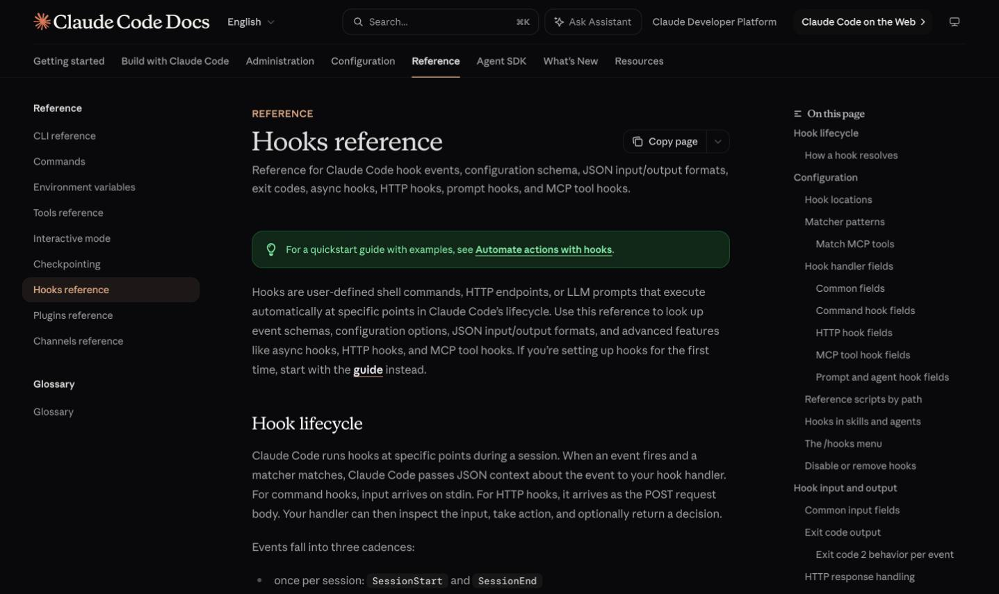 Claude Code Docs
English
Search...
⌘K
Ask Assistant
Claude Developer Platform
Claude Code on the Web
Getting started
Build with Claude Code
Administration
Configuration
Reference
Agent SDK
What's New
Resources
Reference
CLI reference
Commands
Environment variables
Tools reference
Interactive mode
Checkpointing
Hooks reference
Plugins reference
Channels reference
Glossary
Glossary
REFERENCE
Hooks reference
Copy page
Reference for Claude Code hook events, configuration schema, JSON input/output formats,
exit codes, async hooks, HTTP hooks, prompt hooks, and MCP tool hooks.
For a quickstart guide with examples, see Automate actions with hooks.
Hooks are user-defined shell commands, HTTP endpoints, or LLM prompts that execute
automatically at specific points in Claude Code's lifecycle. Use this reference to look up
event schemas, configuration options, JSON input/output formats, and advanced features
like async hooks, HTTP hooks, and MCP tool hooks. If you're setting up hooks for the first
time, start with the guide instead.
Hook lifecycle
Claude Code runs hooks at specific points during a session. When an event fires and a
matcher matches, Claude Code passes JSON context about the event to your hook handler.
For command hooks, input arrives on stdin. For HTTP hooks, it arrives as the POST request
body. Your handler can then inspect the input, take action, and optionally return a decision.
Events fall into three cadences:
• once per session: SessionStart and SessionEnd
On this page
Hook lifecycle
How a hook resolves
Configuration
Hook locations
Matcher patterns
Match MCP tools
Hook handler fields
Common fields
Command hook fields
HTTP hook fields
MCP tool hook fields
Prompt and agent hook fields
Reference scripts by path
Hooks in skills and agents
The /hooks menu
Disable or remove hooks
Hook input and output
Common input fields
Exit code output
Exit code 2 behavior per event
HTTP response handling